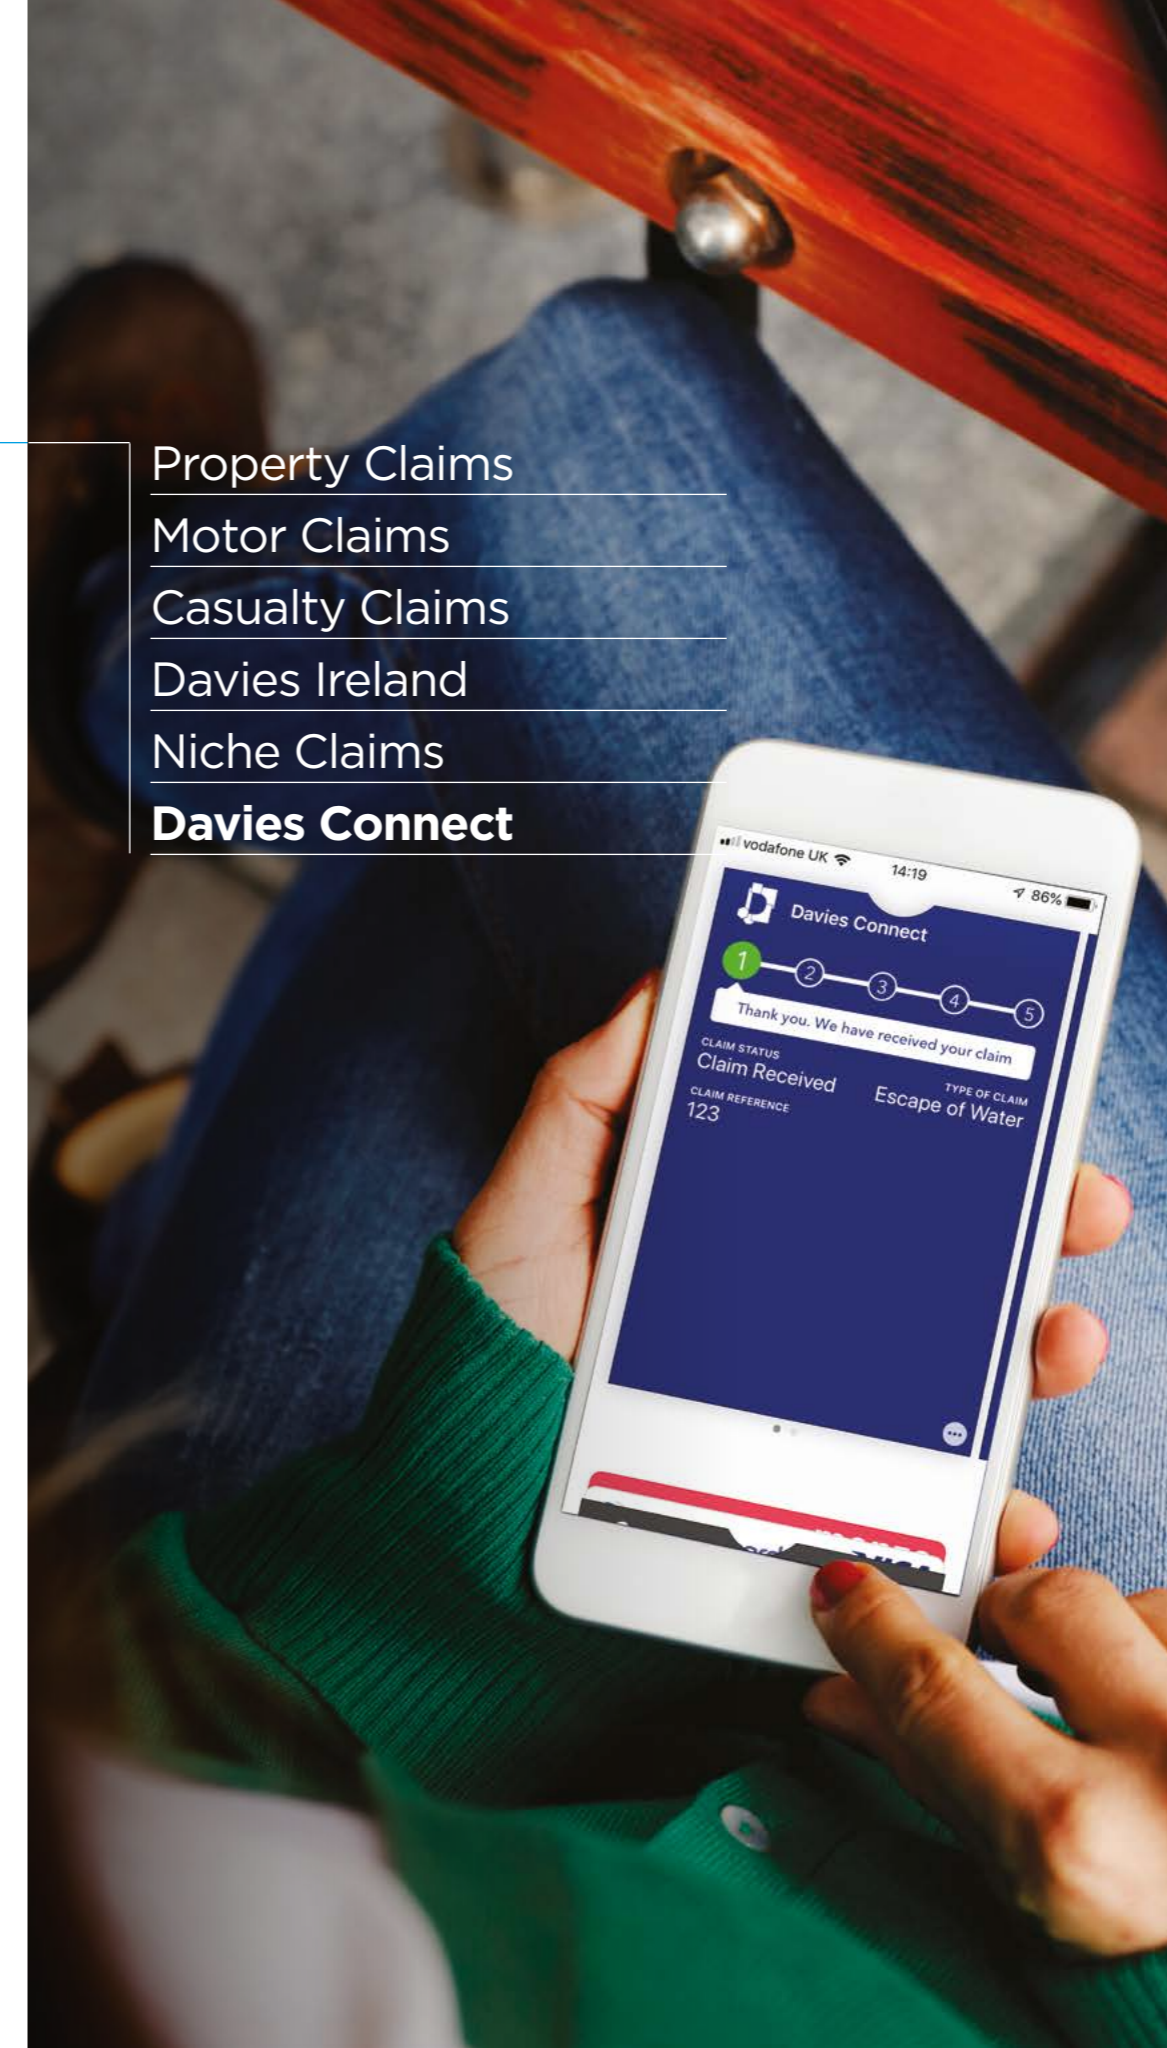 Property Claims
Motor Claims
Casualty Claims
Davies Ireland
Niche Claims
Davies Connect
vodafone UK 14:19 86%
Davies Connect
1 2 3 4 5
Thank you. We have received your claim
CLAIM STATUS TYPE OF CLAIM
Claim Received Escape of Water
CLAIM REFERENCE
123